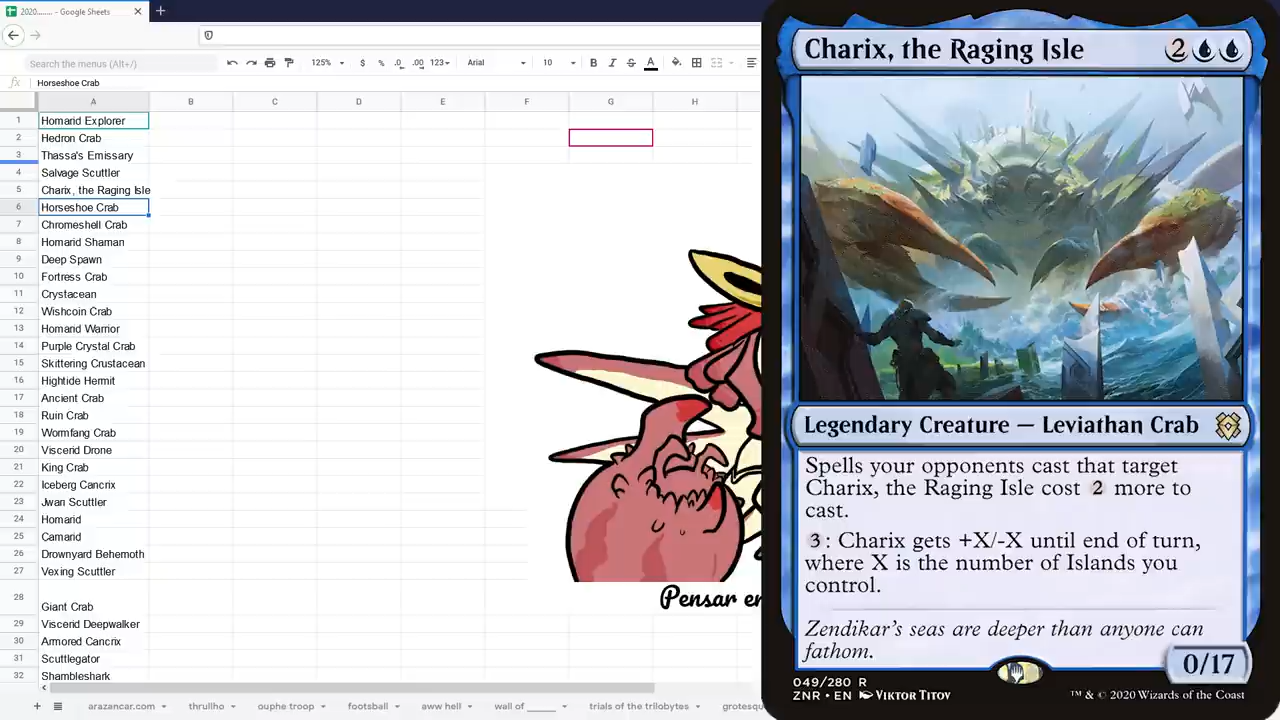 2020........ - Google Sheets
Search the menus (Alt+/)
125%
$
%
.0
.00
123
Arial
10
B
I
S
A
fx
Horseshoe Crab
A
B
C
D
E
F
G
H
1 Homarid Explorer
2 Hedron Crab
3 Thassa's Emissary
4 Salvage Scuttler
5 Charix, the Raging Isle
6 Horseshoe Crab
7 Chromeshell Crab
8 Homarid Shaman
9 Deep Spawn
10 Fortress Crab
11 Crystacean
12 Wishcoin Crab
13 Homarid Warrior
14 Purple Crystal Crab
15 Skittering Crustacean
16 Hightide Hermit
17 Ancient Crab
18 Ruin Crab
19 Wormfang Crab
20 Viscerid Drone
21 King Crab
22 Iceberg Cancrix
23 Jwari Scuttler
24 Homarid
25 Camarid
26 Drownyard Behemoth
27 Vexing Scuttler
28 Giant Crab
29 Viscerid Deepwalker
30 Armored Cancrix
31 Scuttlegator
32 Shambleshark
Pensar en
arazancar.com
thrullho
ouphe troop
footsball
aww hell
wall of _____
trials of the trilobytes
grotesqu
Charix, the Raging Isle
2
Legendary Creature — Leviathan Crab
Spells your opponents cast that target
Charix, the Raging Isle cost 2 more to
cast.
3: Charix gets +X/-X until end of turn,
where X is the number of Islands you
control.
Zendikar's seas are deeper than anyone can
fathom.
0/17
049/280 R
ZNR • EN Viktor Titov
™ & © 2020 Wizards of the Coast